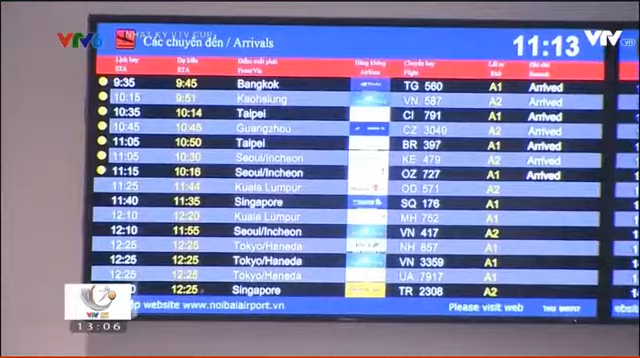 VTV6
NHẬT KÝ VTV CUP
VTV
Các chuyến đến / Arrivals
11:13
Lịch bay Dự kiến Điểm xuất phát Hãng hàng không Chuyến bay Lối ra Ghi chú
STA ETA From/Via Airlines Flight Exit Remark
9:35 9:45 Bangkok TG 560 A1 Arrived
10:15 9:51 Kaohsiung VN 587 A2 Arrived
10:35 10:14 Taipei CI 791 A1 Arrived
10:45 10:45 Guangzhou CZ 3049 A2 Arrived
11:05 10:50 Taipei BR 397 A1 Arrived
11:05 10:30 Seoul/Incheon KE 479 A2 Arrived
11:15 10:16 Seoul/Incheon OZ 727 A1 Arrived
11:25 11:44 Kuala Lumpur OD 571 A2
11:40 11:35 Singapore SQ 176 A1
12:10 12:20 Kuala Lumpur MH 752 A1
12:10 11:55 Seoul/Incheon VN 417 A2
12:25 12:25 Tokyo/Haneda NH 857 A1
12:25 12:25 Tokyo/Haneda VN 3359 A1
12:25 12:25 Tokyo/Haneda UA 7917 A1
12:25 Singapore TR 2308 A2
website www.noibaiairport.vn Please visit web
VTV
13:06